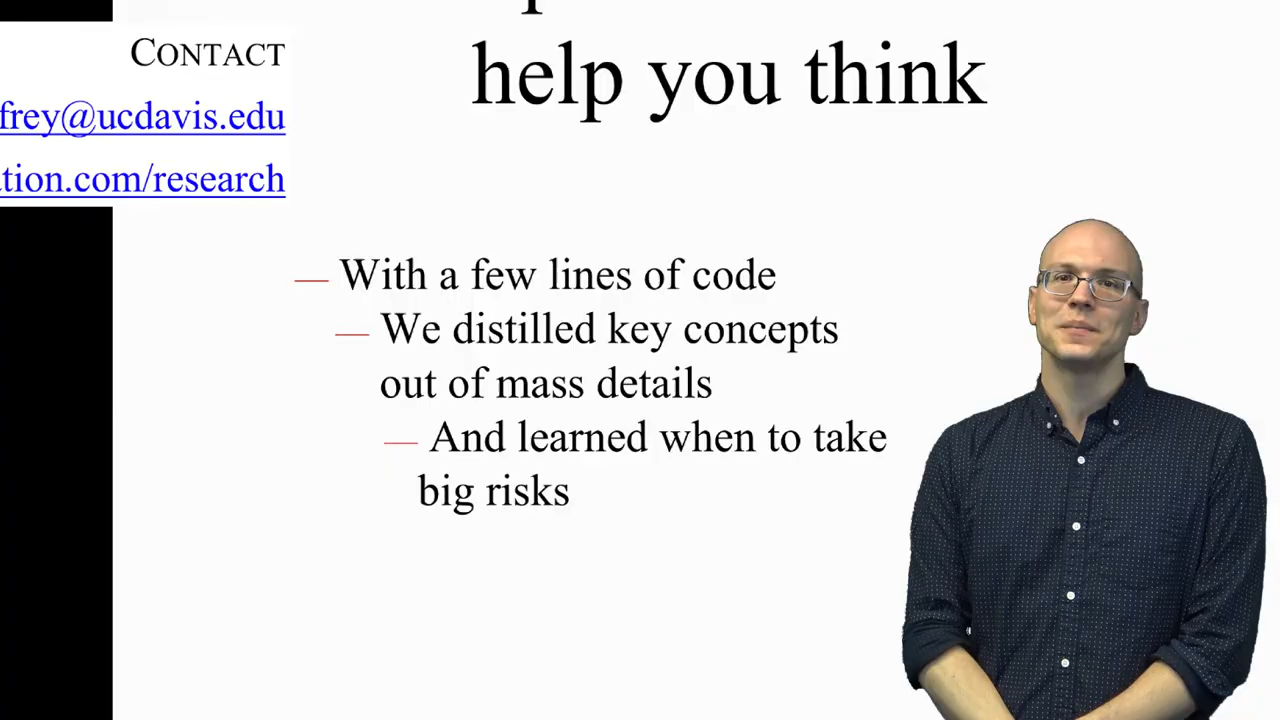 CONTACT
help you think
frey@ucdavis.edu
tion.com/research
— With a few lines of code
— We distilled key concepts
out of mass details
— And learned when to take
big risks